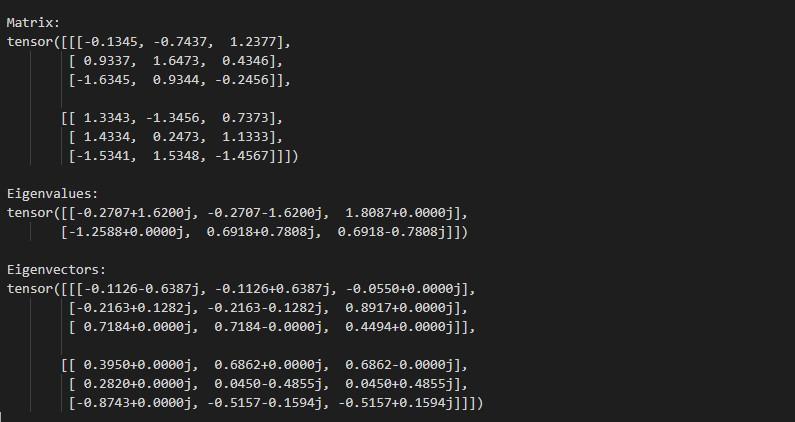 Matrix:
tensor([[[-0.1345, -0.7437,  1.2377],
        [ 0.9337,  1.6473,  0.4346],
        [-1.6345,  0.9344, -0.2456]],
       [[ 1.3343, -1.3456,  0.7373],
        [ 1.4334,  0.2473,  1.1333],
        [-1.5341,  1.5348, -1.4567]]])
Eigenvalues:
tensor([[-0.2707+1.6200j, -0.2707-1.6200j,  1.8087+0.0000j],
       [-1.2588+0.0000j,  0.6918+0.7808j,  0.6918-0.7808j]])
Eigenvectors:
tensor([[[-0.1126-0.6387j, -0.1126+0.6387j, -0.0550+0.0000j],
        [-0.2163+0.1282j, -0.2163-0.1282j,  0.8917+0.0000j],
        [ 0.7184+0.0000j,  0.7184-0.0000j,  0.4494+0.0000j]],
       [[ 0.3950+0.0000j,  0.6862+0.0000j,  0.6862-0.0000j],
        [ 0.2820+0.0000j,  0.0450-0.4855j,  0.0450+0.4855j],
        [-0.8743+0.0000j, -0.5157-0.1594j, -0.5157+0.1594j]]])